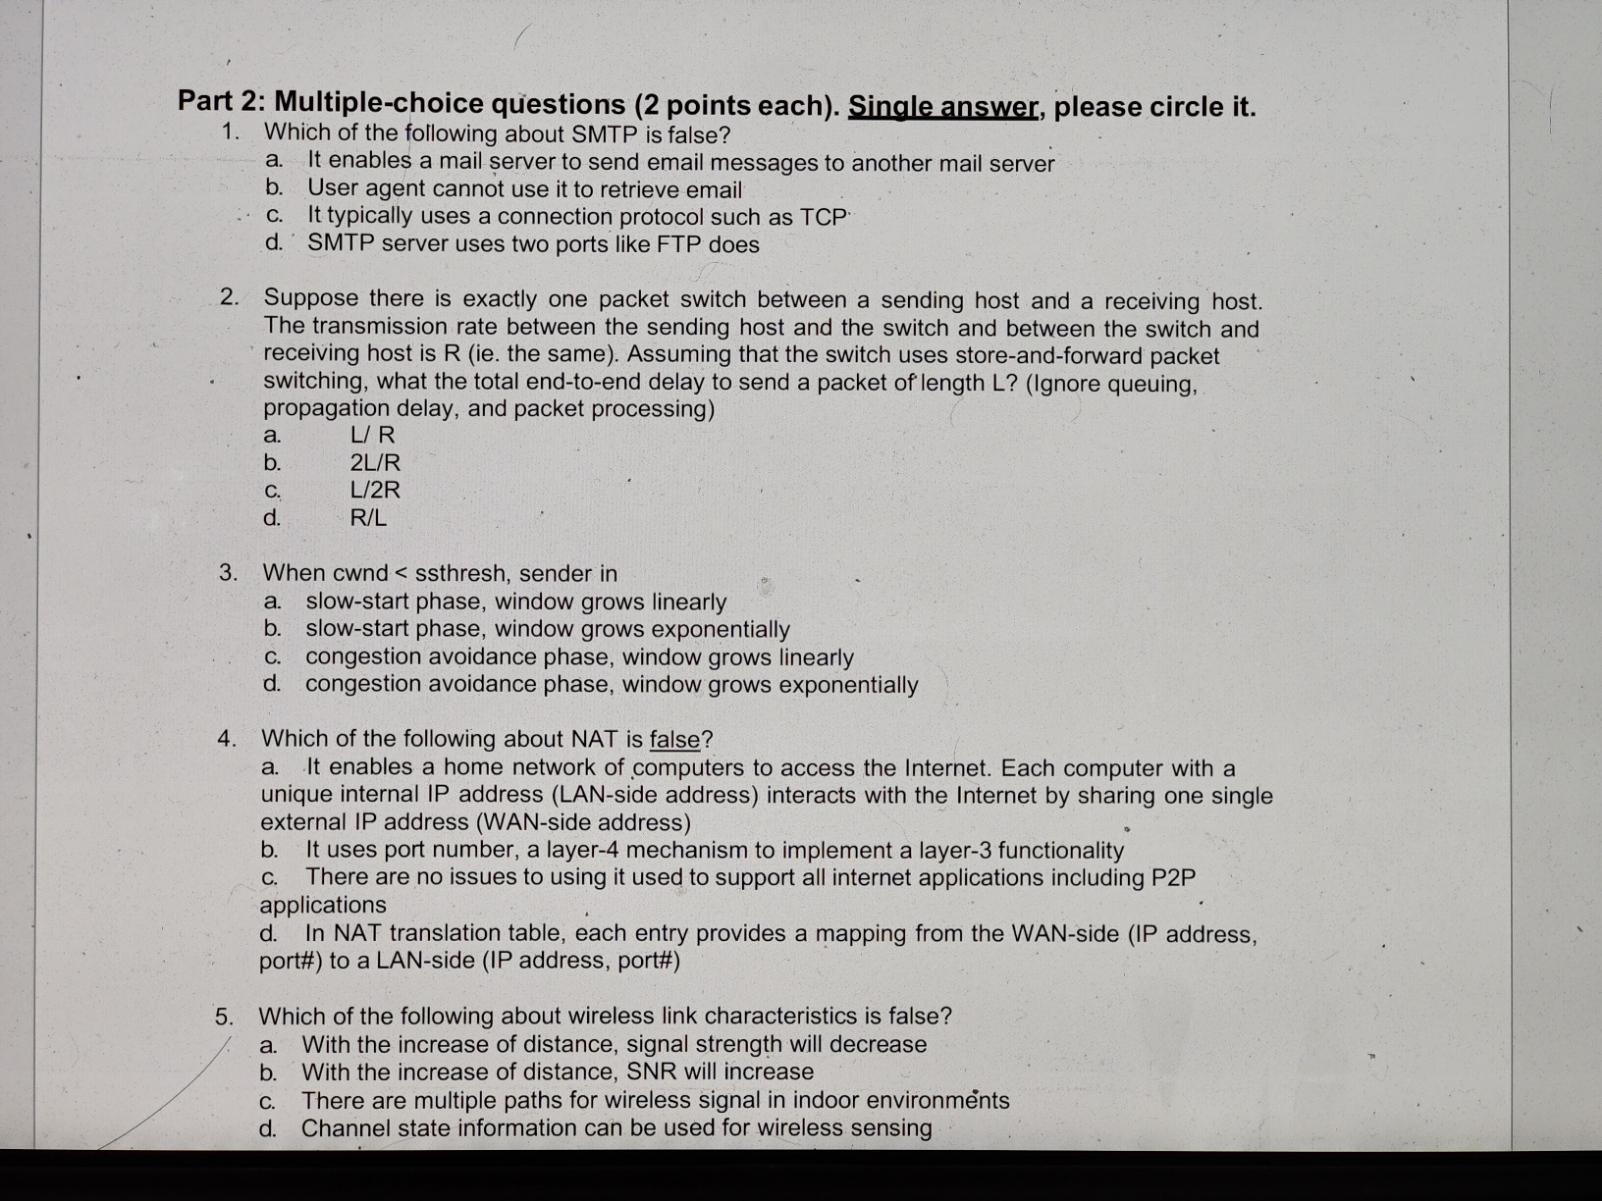 Part 2: Multiple-choice questions (2 points each). Single answer, please circle it.
1. Which of the following about SMTP is false?
a. It enables a mail server to send email messages to another mail server
b. User agent cannot use it to retrieve email
c. It typically uses a connection protocol such as TCP
d. SMTP server uses two ports like FTP does
2. Suppose there is exactly one packet switch between a sending host and a receiving host.
The transmission rate between the sending host and the switch and between the switch and
receiving host is R (ie. the same). Assuming that the switch uses store-and-forward packet
switching, what the total end-to-end delay to send a packet of length L? (Ignore queuing,
propagation delay, and packet processing)
a. L/ R
b. 2L/R
c. L/2R
d. R/L
3. When cwnd < ssthresh, sender in
a. slow-start phase, window grows linearly
b. slow-start phase, window grows exponentially
c. congestion avoidance phase, window grows linearly
d. congestion avoidance phase, window grows exponentially
4. Which of the following about NAT is false?
a. It enables a home network of computers to access the Internet. Each computer with a
unique internal IP address (LAN-side address) interacts with the Internet by sharing one single
external IP address (WAN-side address)
b. It uses port number, a layer-4 mechanism to implement a layer-3 functionality
c. There are no issues to using it used to support all internet applications including P2P
applications
d. In NAT translation table, each entry provides a mapping from the WAN-side (IP address,
port#) to a LAN-side (IP address, port#)
5. Which of the following about wireless link characteristics is false?
a. With the increase of distance, signal strength will decrease
b. With the increase of distance, SNR will increase
c. There are multiple paths for wireless signal in indoor environments
d. Channel state information can be used for wireless sensing